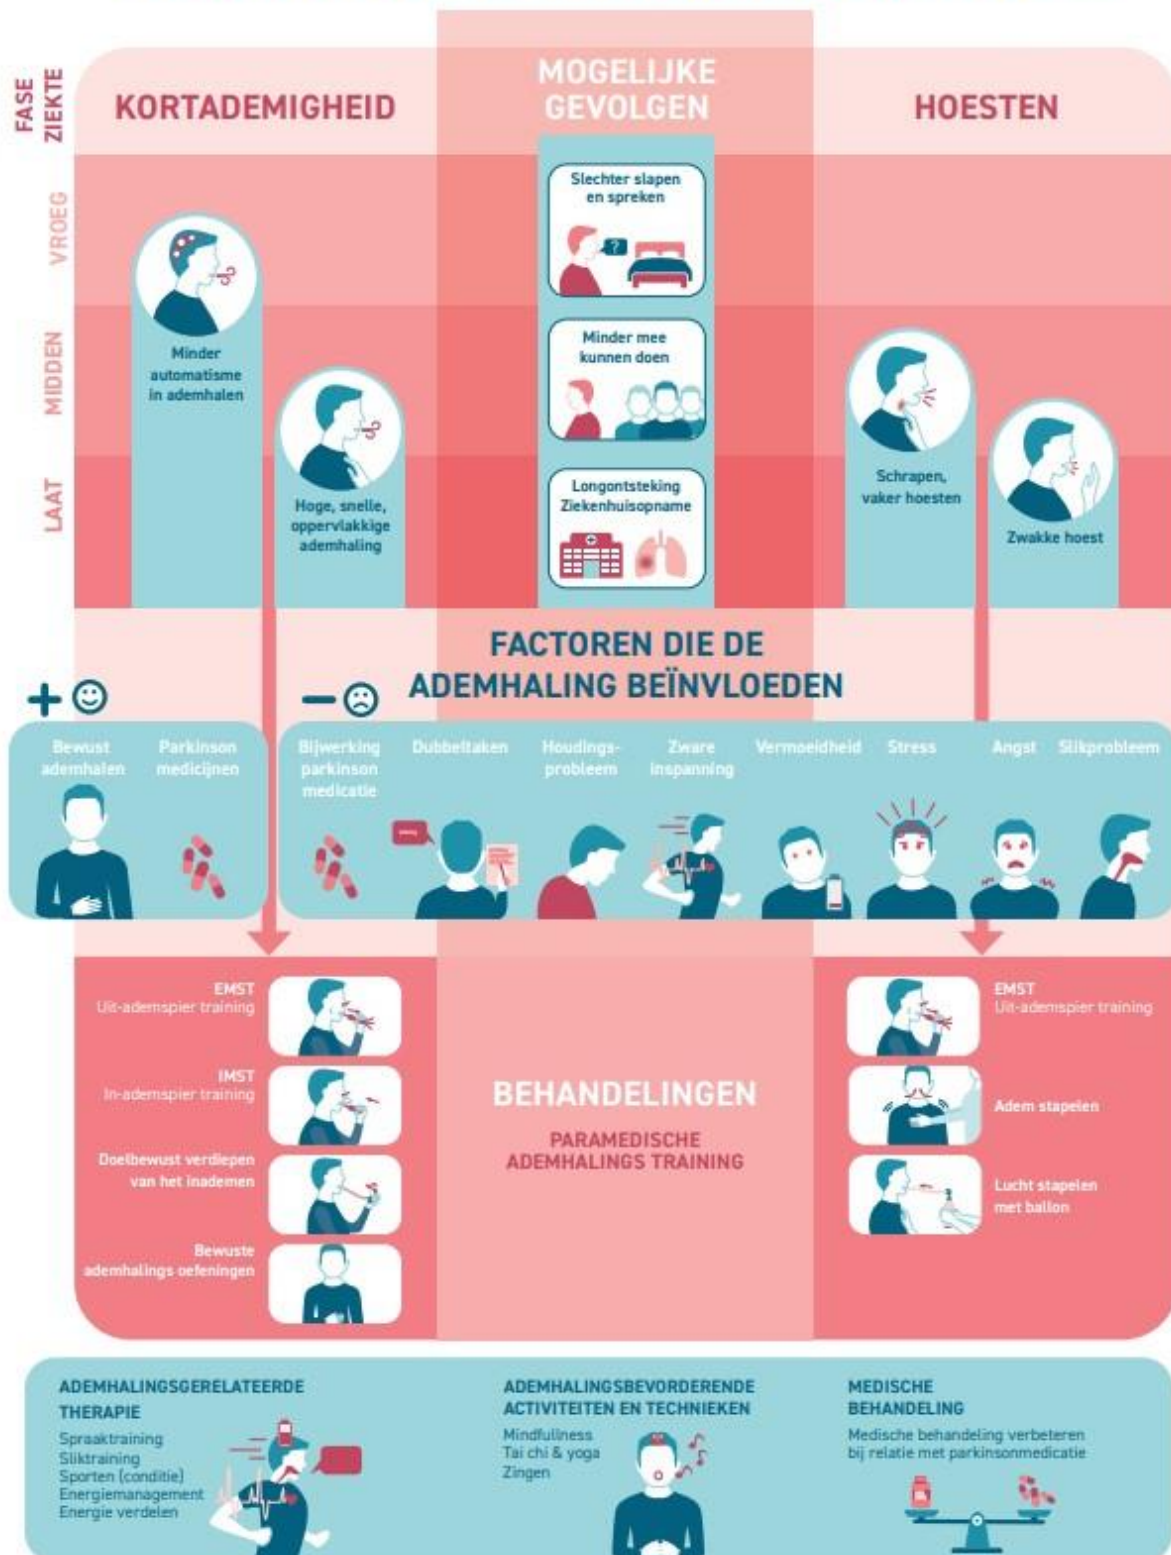 FASE
ZIEKTE
KORTADEMIGHEID
MOGELIJKE
GEVOLGEN
HOESTEN
VROEG
MIDDEN
LAAT
Minder
automatisme
in ademhalen
Hoge, snelle,
oppervlakkige
ademhaling
Slechter slapen
en spreken
?
Minder mee
kunnen doen
Longontsteking
Ziekenhuisopname
Schrapen,
vaker hoesten
Zwakke hoest
FACTOREN DIE DE
ADEMHALING BEÏNVLOEDEN
+
–
Bewust
ademhalen
Parkinson
medicijnen
Bijwerking
parkinson
medicatie
Dubbeltaken
Houdings-
probleem
Zware
inspanning
Vermoeidheid
Stress
Angst
Slikprobleem
EMST
Uit-ademspier training
IMST
In-ademspier training
Doelbewust verdiepen
van het inademen
Bewuste
ademhalings oefeningen
BEHANDELINGEN
PARAMEDISCHE
ADEMHALINGS TRAINING
EMST
Uit-ademspier training
Adem stapelen
Lucht stapelen
met ballon
ADEMHALINGSGERELATEERDE
THERAPIE
Spraaktraining
Sliktraining
Sporten (conditie)
Energiemanagement
Energie verdelen
ADEMHALINGSBEVORDERENDE
ACTIVITEITEN EN TECHNIEKEN
Mindfullness
Tai chi & yoga
Zingen
MEDISCHE
BEHANDELING
Medische behandeling verbeteren
bij relatie met parkinsonmedicatie